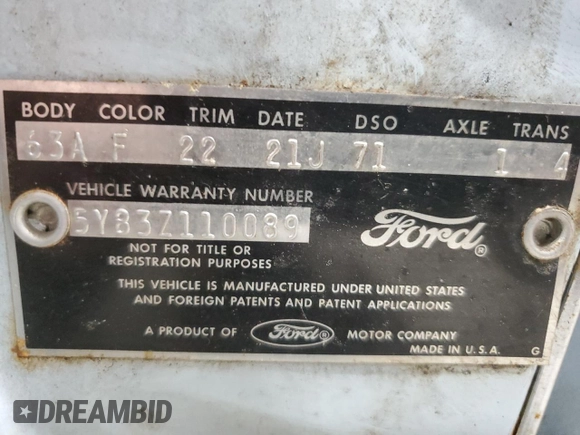 BODY COLOR TRIM DATE DSO AXLE TRANS
63A F 22 21J 71 1 4
VEHICLE WARRANTY NUMBER
5Y83Z110089
Ford®
NOT FOR TITLE OR
REGISTRATION PURPOSES
THIS VEHICLE IS MANUFACTURED UNDER UNITED STATES
AND FOREIGN PATENTS AND PATENT APPLICATIONS
A PRODUCT OF Ford® MOTOR COMPANY
MADE IN U.S.A. G
DREAMBID